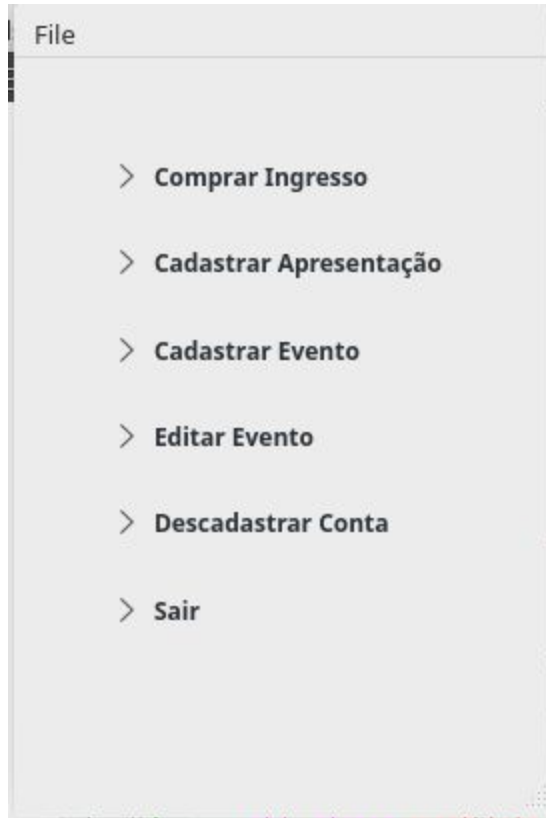 File
Comprar Ingresso
Cadastrar Apresentação
Cadastrar Evento
Editar Evento
Descadastrar Conta
Sair